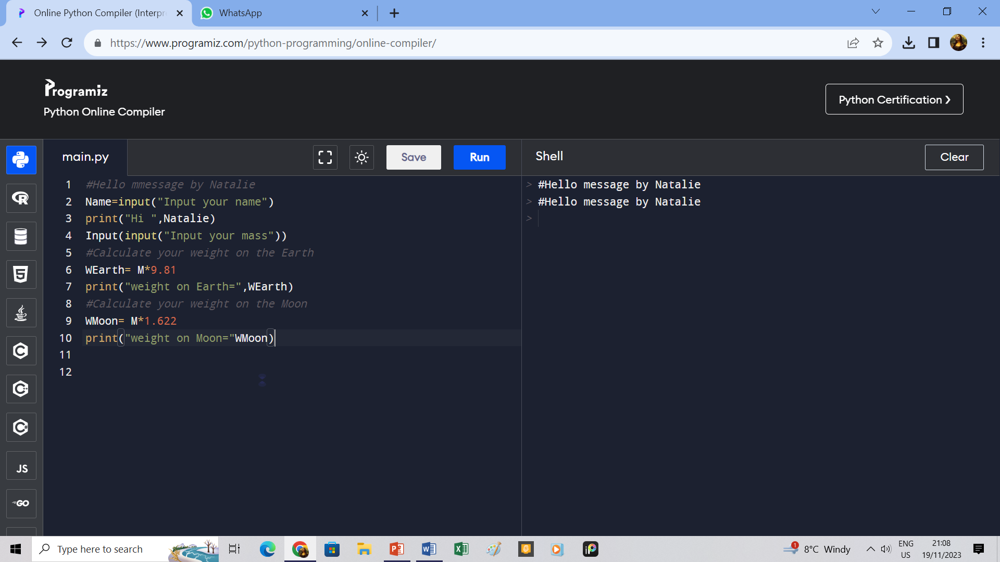 Online Python Compiler (Interpr
WhatsApp
https://www.programiz.com/python-programming/online-compiler/
Programiz
Python Online Compiler
Python Certification
main.py
Save
Run
Shell
Clear
1 #Hello mmessage by Natalie
2 Name=input("Input your name")
3 print("Hi ",Natalie)
4 Input(input("Input your mass"))
5 #Calculate your weight on the Earth
6 WEarth= M*9.81
7 print("weight on Earth=",WEarth)
8 #Calculate your weight on the Moon
9 WMoon= M*1.622
10 print("weight on Moon="WMoon)
11
12
> #Hello message by Natalie
> #Hello message by Natalie
>
R
5
C
C++
C#
JS
GO
Type here to search
1
8°C Windy
ENG
US
21:08
19/11/2023